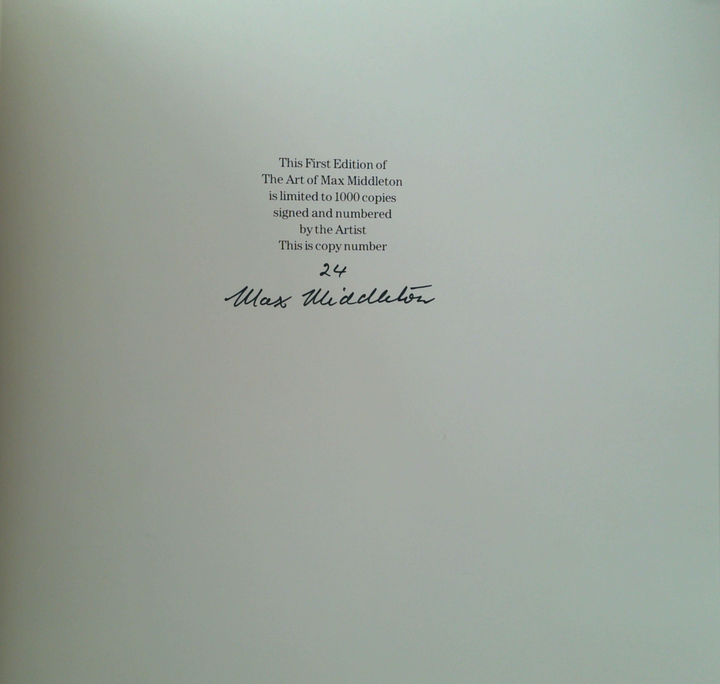 This First Edition of
The Art of Max Middleton
is limited to 1000 copies
signed and numbered
by the Artist
This is copy number
24
Max Middleton